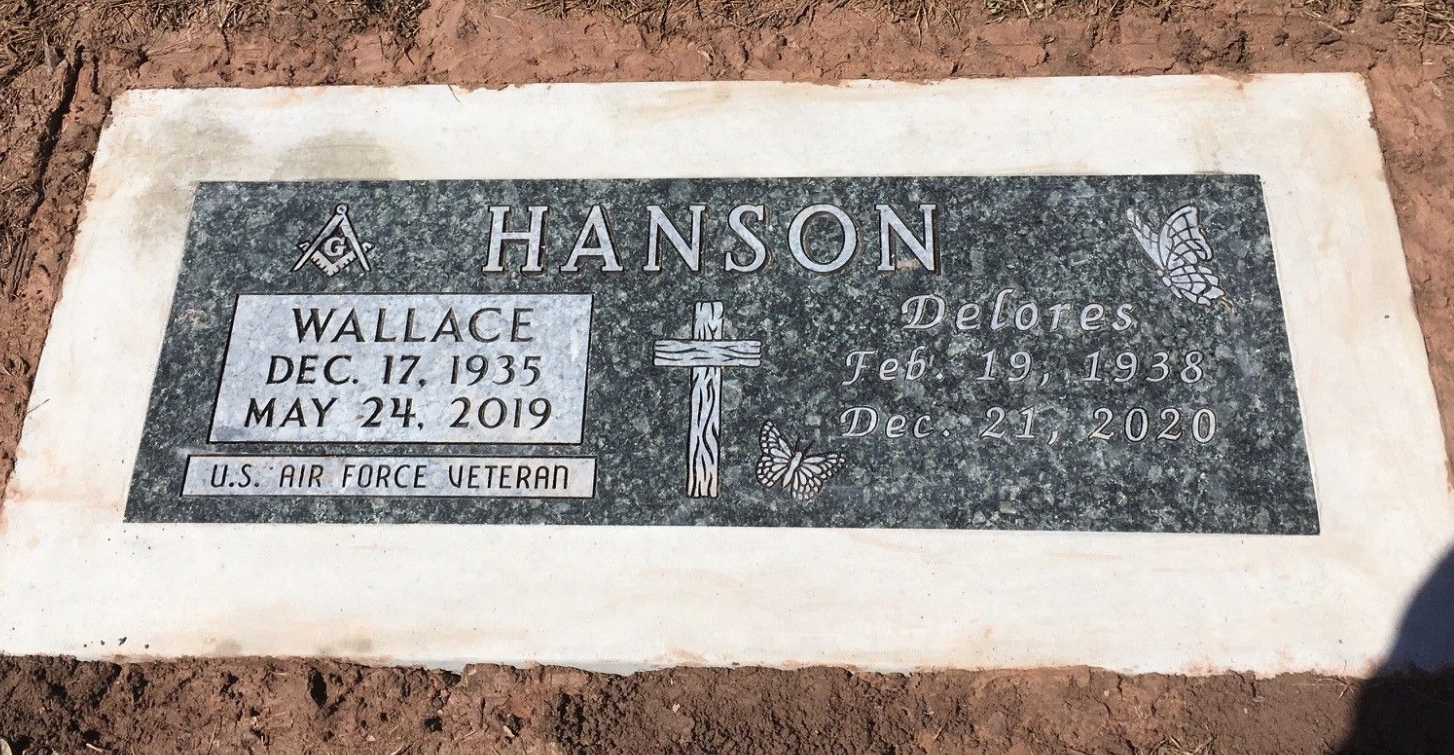 G
HANSON
WALLACE
DEC. 17, 1935
MAY 24, 2019
U.S. AIR FORCE VETERAN
Delores
Feb. 19, 1938
Dec. 21, 2020